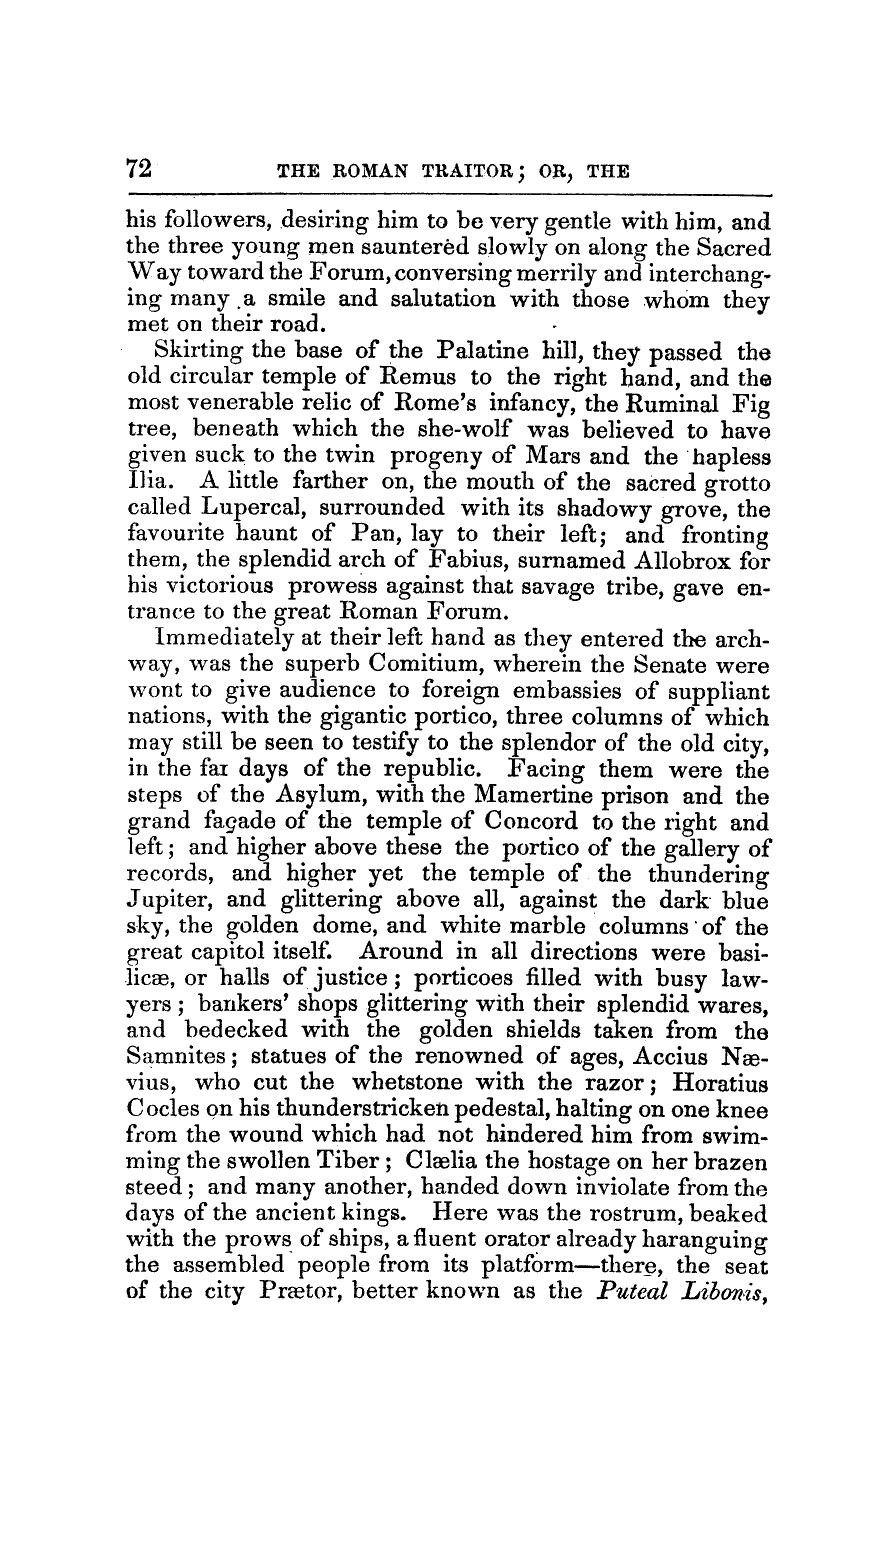 72 THE ROMAN TRAITOR; OR, THE
his followers, desiring him to be very gentle with him, and
the three young men sauntered slowly on along the Sacred
Way toward the Forum, conversing merrily and interchang-
ing many a smile and salutation with those whom they
met on their road.
Skirting the base of the Palatine hill, they passed the
old circular temple of Remus to the right hand, and the
most venerable relic of Rome's infancy, the Ruminal Fig
tree, beneath which the she-wolf was believed to have
given suck to the twin progeny of Mars and the hapless
Ilia. A little farther on, the mouth of the sacred grotto
called Lupercal, surrounded with its shadowy grove, the
favourite haunt of Pan, lay to their left; and fronting
them, the splendid arch of Fabius, surnamed Allobrox for
his victorious prowess against that savage tribe, gave en-
trance to the great Roman Forum.
Immediately at their left hand as they entered the arch-
way, was the superb Comitium, wherein the Senate were
wont to give audience to foreign embassies of suppliant
nations, with the gigantic portico, three columns of which
may still be seen to testify to the splendor of the old city,
in the far days of the republic. Facing them were the
steps of the Asylum, with the Mamertine prison and the
grand façade of the temple of Concord to the right and
left; and higher above these the portico of the gallery of
records, and higher yet the temple of the thundering
Jupiter, and glittering above all, against the dark blue
sky, the golden dome, and white marble columns of the
great capitol itself. Around in all directions were basi-
licæ, or halls of justice; porticoes filled with busy law-
yers; bankers' shops glittering with their splendid wares,
and bedecked with the golden shields taken from the
Samnites; statues of the renowned of ages, Accius Næ-
vius, who cut the whetstone with the razor; Horatius
Cocles on his thunderstricken pedestal, halting on one knee
from the wound which had not hindered him from swim-
ming the swollen Tiber; Clælia the hostage on her brazen
steed; and many another, handed down inviolate from the
days of the ancient kings. Here was the rostrum, beaked
with the prows of ships, a fluent orator already haranguing
the assembled people from its platform—there, the seat
of the city Prætor, better known as the Puteal Libonis,